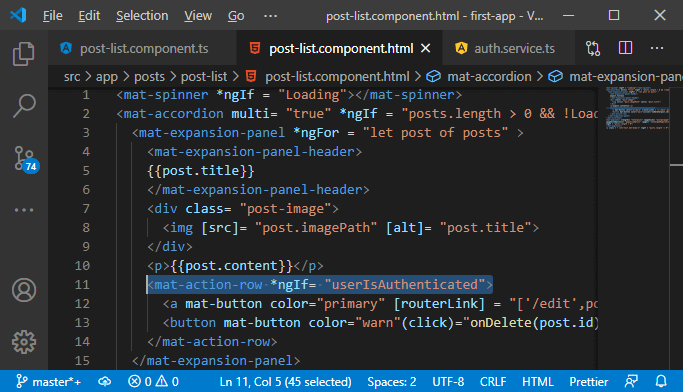 File Edit Selection View Go Run ... post-list.component.html - first-app - V...
post-list.component.ts post-list.component.html auth.service.ts
src > app > posts > post-list > post-list.component.html > mat-accordion > mat-expansion-pane
1 <mat-spinner *ngIf = "Loading"></mat-spinner>
2 <mat-accordion multi= "true" *ngIf = "posts.length > 0 && !Load
3 <mat-expansion-panel *ngFor = "let post of posts" >
4 <mat-expansion-panel-header>
5 {{post.title}}
6 </mat-expansion-panel-header>
7 <div class= "post-image">
8 <img [src]= "post.imagePath" [alt]= "post.title">
9 </div>
10 <p>{{post.content}}</p>
11 <mat-action-row *ngIf= "userIsAuthenticated">
12 <a mat-button color="primary" [routerLink] = "['/edit',po
13 <button mat-button color="warn"(click)="onDelete(post.id)
14 </mat-action-row>
15 </mat-expansion-panel>
74
master*+ 0 0 Ln 11, Col 5 (45 selected) Spaces: 2 UTF-8 CRLF HTML Prettier